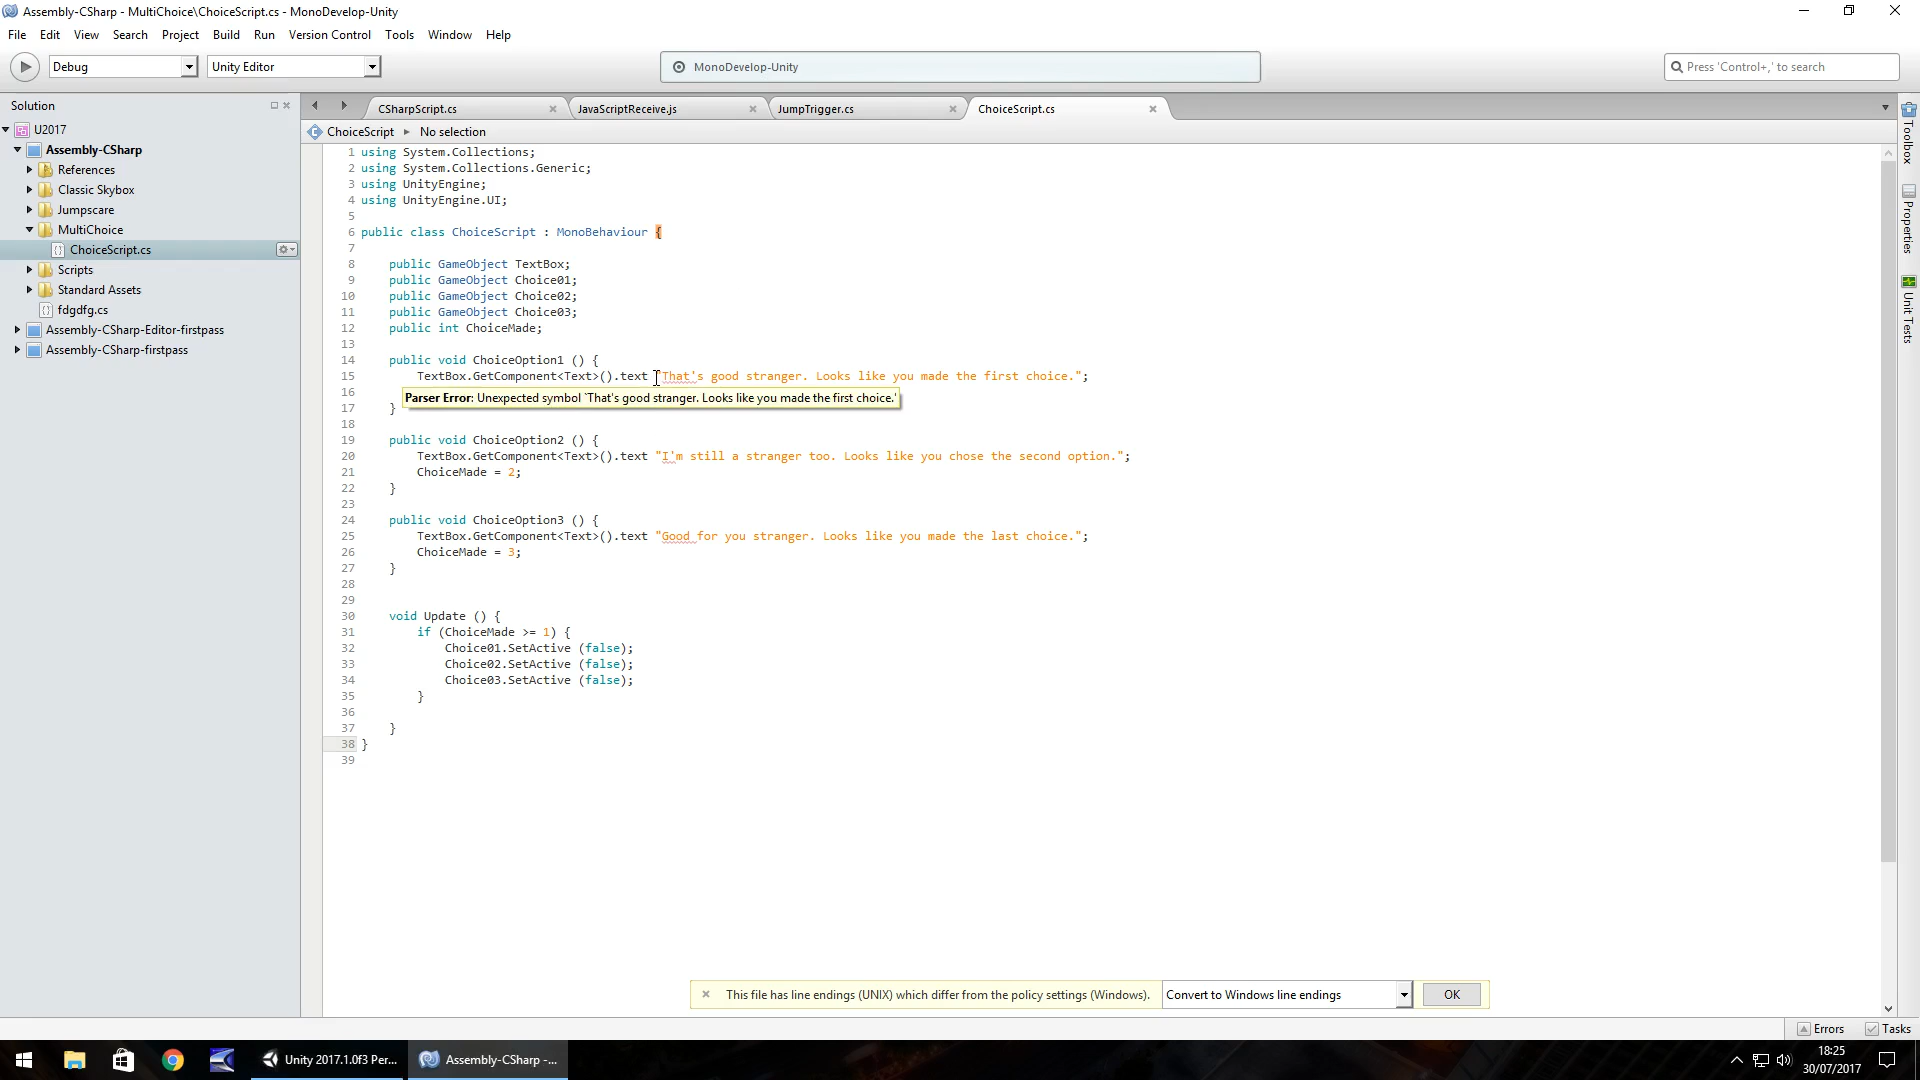 Assembly-CSharp - MultiChoice\ChoiceScript.cs - MonoDevelop-Unity
File Edit View Search Project Build Run Version Control Tools Window Help
Debug Unity Editor MonoDevelop-Unity Press 'Control+,' to search
Solution
U2017
Assembly-CSharp
References
Classic Skybox
Jumpscare
MultiChoice
ChoiceScript.cs
Scripts
Standard Assets
fdgdfg.cs
Assembly-CSharp-Editor-firstpass
Assembly-CSharp-firstpass
CSharpScript.cs JavaScriptReceive.js JumpTrigger.cs ChoiceScript.cs
ChoiceScript No selection
1 using System.Collections;
2 using System.Collections.Generic;
3 using UnityEngine;
4 using UnityEngine.UI;
5
6 public class ChoiceScript : MonoBehaviour {
7
8 public GameObject TextBox;
9 public GameObject Choice01;
10 public GameObject Choice02;
11 public GameObject Choice03;
12 public int ChoiceMade;
13
14 public void ChoiceOption1 () {
15 TextBox.GetComponent<Text>().text "That's good stranger. Looks like you made the first choice.";
16 Parser Error: Unexpected symbol `That's good stranger. Looks like you made the first choice.'
17 }
18
19 public void ChoiceOption2 () {
20 TextBox.GetComponent<Text>().text "I'm still a stranger too. Looks like you chose the second option.";
21 ChoiceMade = 2;
22 }
23
24 public void ChoiceOption3 () {
25 TextBox.GetComponent<Text>().text "Good for you stranger. Looks like you made the last choice.";
26 ChoiceMade = 3;
27 }
28
29
30 void Update () {
31 if (ChoiceMade >= 1) {
32 Choice01.SetActive (false);
33 Choice02.SetActive (false);
34 Choice03.SetActive (false);
35 }
36
37 }
38 }
39
Toolbox
Properties
Unit Tests
This file has line endings (UNIX) which differ from the policy settings (Windows). Convert to Windows line endings OK
Errors Tasks
Unity 2017.1.0f3 Per... Assembly-CSharp -...
18:25
30/07/2017